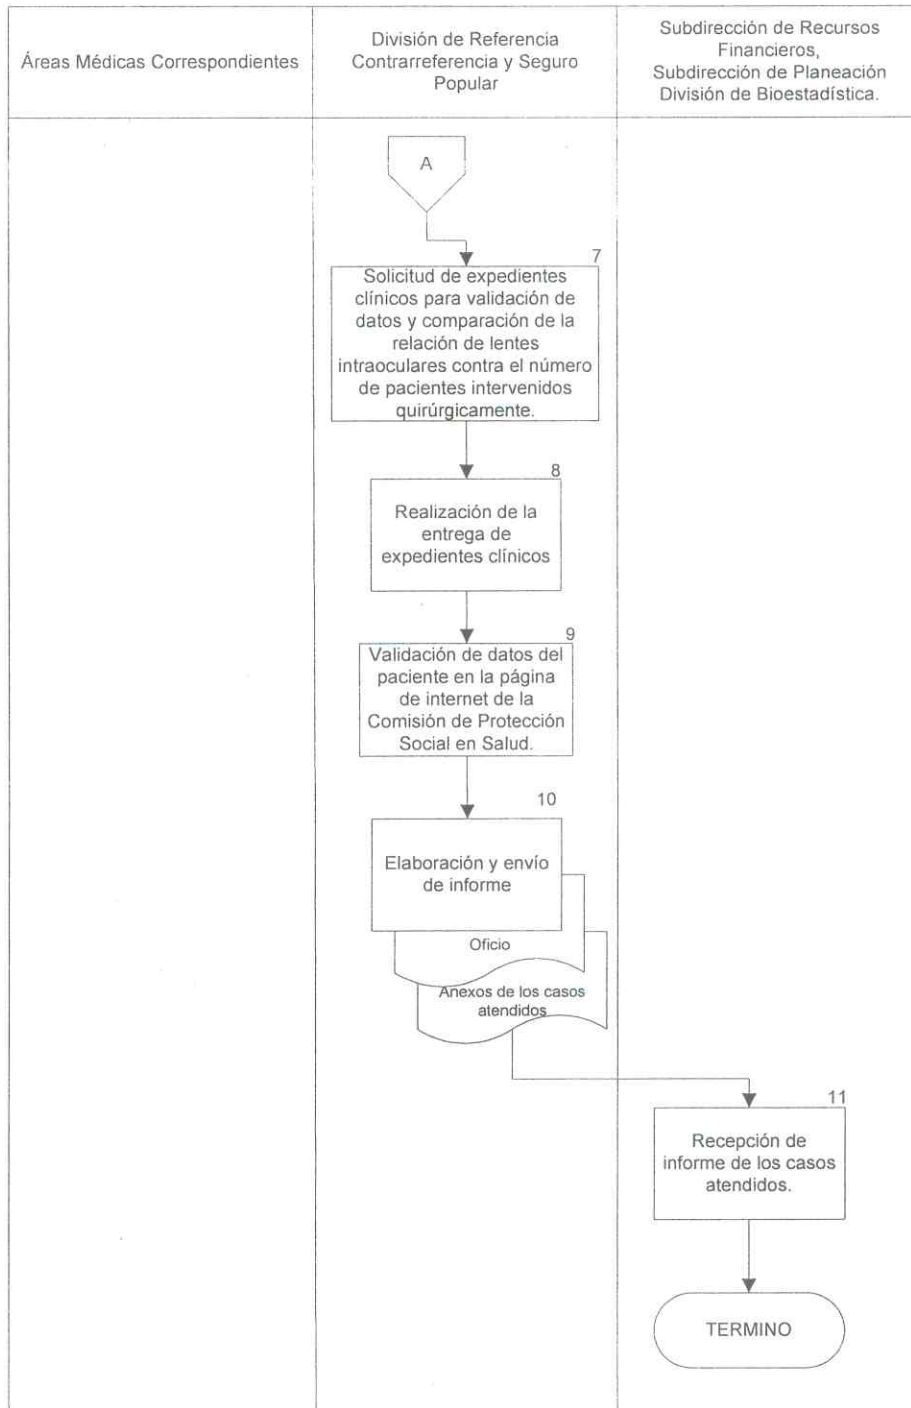 Áreas Médicas Correspondientes
División de Referencia
Contrarreferencia y Seguro
Popular
Subdirección de Recursos
Financieros,
Subdirección de Planeación
División de Bioestadística.
A
7
Solicitud de expedientes
clínicos para validación de
datos y comparación de la
relación de lentes
intraoculares contra el número
de pacientes intervenidos
quirúrgicamente.
8
Realización de la
entrega de
expedientes clínicos
9
Validación de datos del
paciente en la página
de internet de la
Comisión de Protección
Social en Salud.
10
Elaboración y envío
de informe
Oficio
Anexos de los casos
atendidos
11
Recepción de
informe de los casos
atendidos.
TERMINO